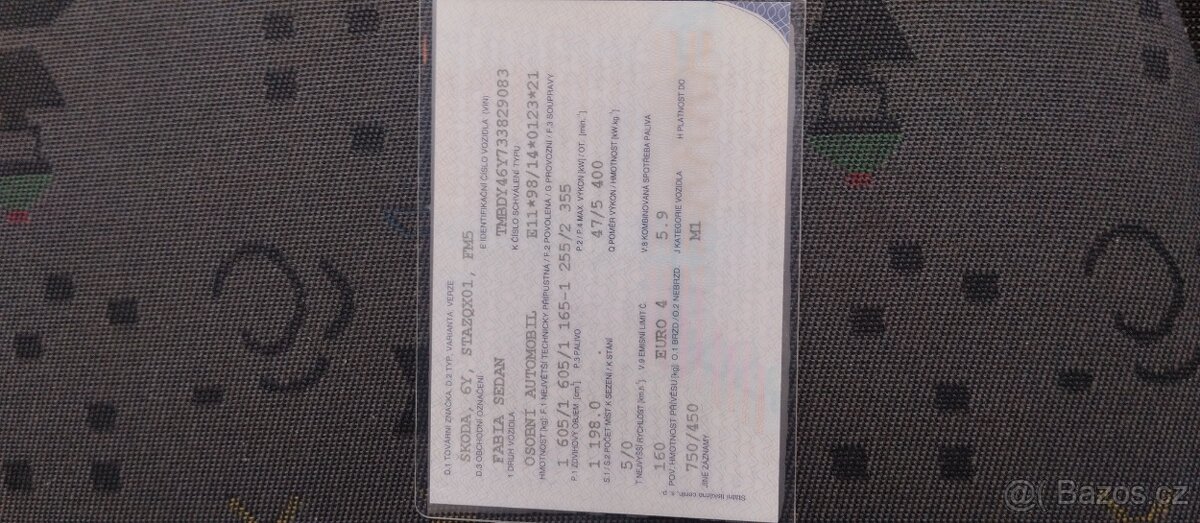 D.1 TOVÁRNÍ ZNAČKA, D.2 TYP, VARIANTA, VERZE
ŠKODA, 6Y, STAZQX01, FM5
D.3 OBCHODNÍ OZNAČENÍ E IDENTIFIKAČNÍ ČÍSLO VOZIDLA (VIN)
FABIA SEDAN TMBDY46Y733829083
1 DRUH VOZIDLA K ČÍSLO SCHVÁLENÍ TYPU
OSOBNÍ AUTOMOBIL E11*98/14*0123*21
HMOTNOST [kg]: F.1 NEJVĚTŠÍ TECHNICKY PŘÍPUSTNÁ / F.2 POVOLENÁ / G PROVOZNÍ / F.3 SOUPRAVY
1 605/1 605/1 165-1 255/2 355
P.1 ZDVIHOVÝ OBJEM [cm³] P.3 PALIVO P.2 / P.4 MAX. VÝKON [kW] / OT. [min.⁻¹]
1 198.0 47/5 400
S.1 / S.2 POČET MÍST K SEZENÍ / K STÁNÍ Q POMĚR VÝKON / HMOTNOST [kW.kg⁻¹]
5/0
T NEJVYŠŠÍ RYCHLOST [km.h⁻¹] V.9 EMISNÍ LIMIT Č. V.8 KOMBINOVANÁ SPOTŘEBA PALIVA
160 EURO 4 5.9
POV. HMOTNOST PŘÍVĚSU [kg] O.1 BRZD / O.2 NEBRZD. J KATEGORIE VOZIDLA H PLATNOST DO
750/450 M1
JINÉ ZÁZNAMY
Státní tiskárna cenin, s. p.
@( Bazos.cz